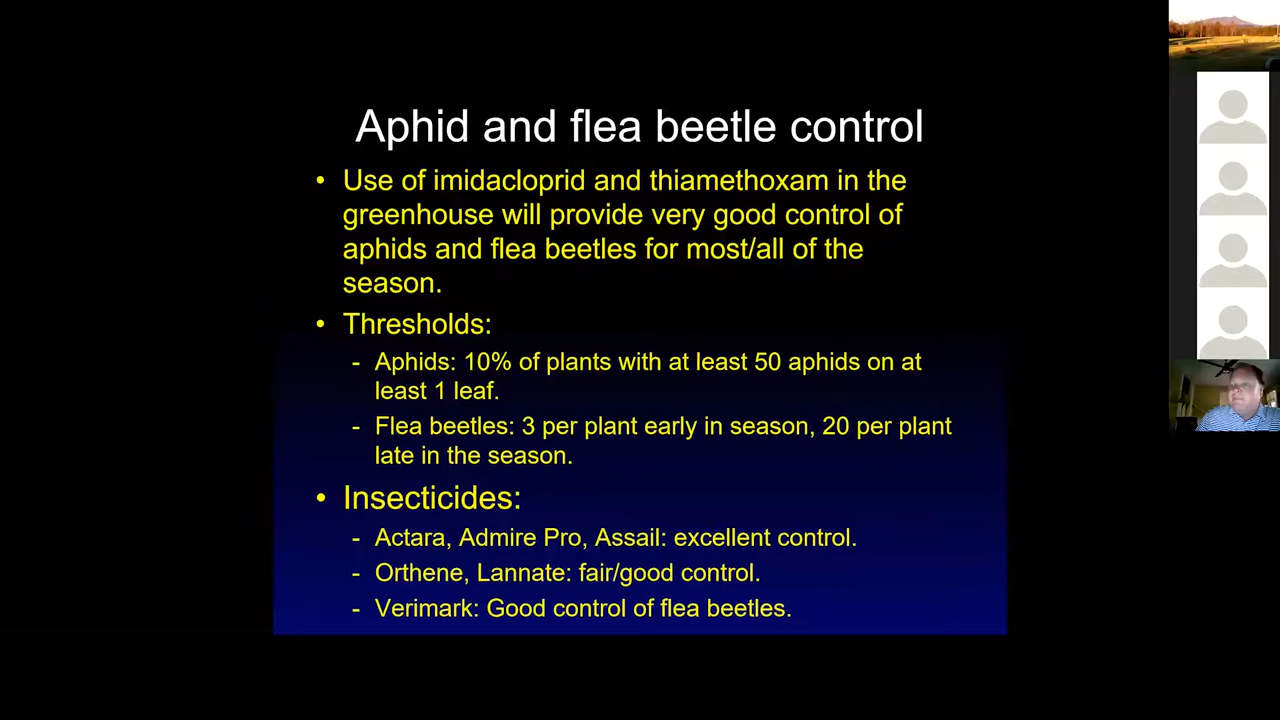 Aphid and flea beetle control
• Use of imidacloprid and thiamethoxam in the
greenhouse will provide very good control of
aphids and flea beetles for most/all of the
season.
• Thresholds:
- Aphids: 10% of plants with at least 50 aphids on at
least 1 leaf.
- Flea beetles: 3 per plant early in season, 20 per plant
late in the season.
• Insecticides:
- Actara, Admire Pro, Assail: excellent control.
- Orthene, Lannate: fair/good control.
- Verimark: Good control of flea beetles.